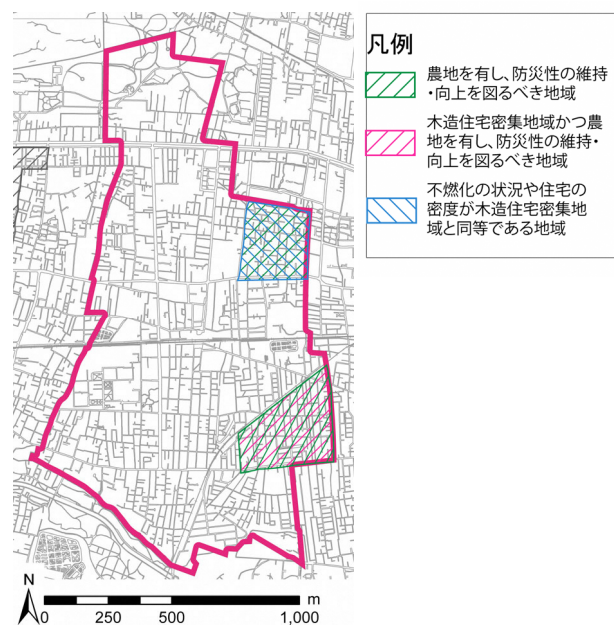 凡例
農地を有し、防災性の維持
・向上を図るべき地域
木造住宅密集地域かつ農
地を有し、防災性の維持・
向上を図るべき地域
不燃化の状況や住宅の
密度が木造住宅密集地
域と同等である地域
N
m
0 250 500 1,000